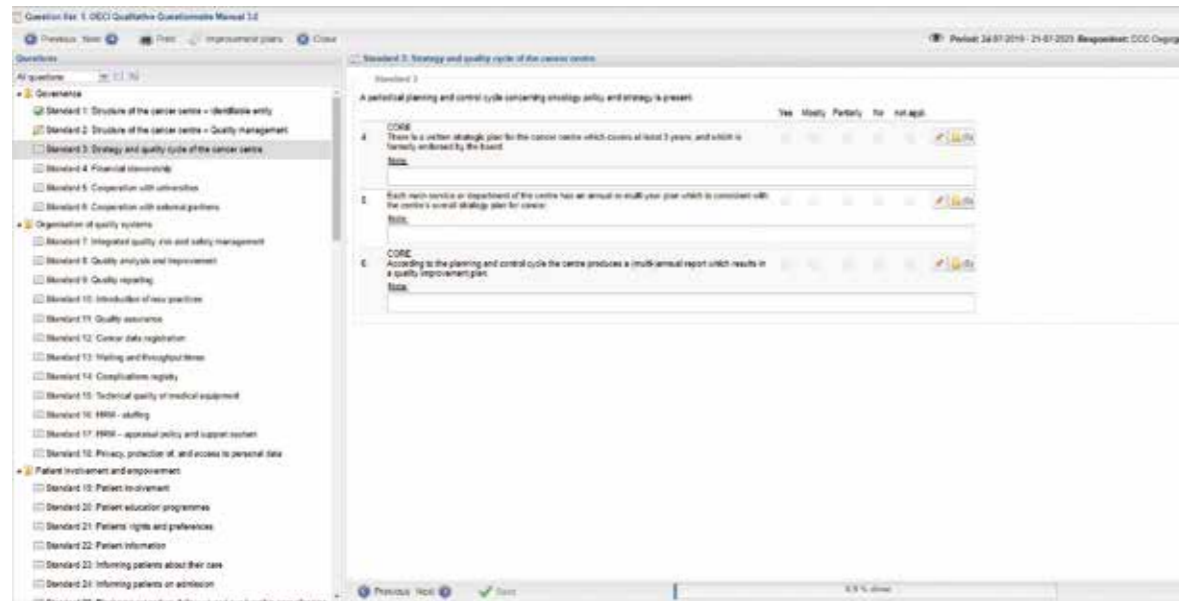 Question list: 1. OECI Qualitative Questionnaire Manual 3.0
Previous Next Print Improvement plans Close
Period: 2019 - 2023 Respondent:
Questions
All questions
Governance
Standard 1: Structure of the cancer centre – Identifiable entity
Standard 2: Structure of the cancer centre – Quality management
Standard 3: Strategy and quality cycle of the cancer centre
Standard 4: Financial stewardship
Standard 5: Cooperation with universities
Standard 6: Cooperation with external partners
Organisation of quality systems
Standard 7: Integrated quality, risk and safety management
Standard 8: Quality analysis and improvement
Standard 9: Quality reporting
Standard 10: Introduction of new practices
Standard 11: Quality assurance
Standard 12: Cancer data registration
Standard 13: Waiting and throughput times
Standard 14: Complications registry
Standard 15: Technical quality of medical equipment
Standard 16: HRM - staffing
Standard 17: HRM – appraisal policy and support system
Standard 18: Privacy, protection of, and access to personal data
Patient involvement and empowerment
Standard 19: Patient involvement
Standard 20: Patient education programmes
Standard 21: Patients' rights and preferences
Standard 22: Patient information
Standard 23: Informing patients about their care
Standard 24: Informing patients on admission
Standard 3: Strategy and quality cycle of the cancer centre
Standard 3
A periodical planning and control cycle concerning oncology policy and strategy is present
Yes Mostly Partially No not appl.
4. CORE
There is a written strategic plan for the cancer centre which covers at least 3 years, and which is
formally endorsed by the board.
Note:
5. Each main service or department of the centre has an annual or multi-year plan which is consistent with
the centre's overall strategy plan for cancer.
Note:
6. CORE
According to the planning and control cycle the centre produces a (multi-)annual report which results in
a quality improvement plan.
Note:
Previous Next Save